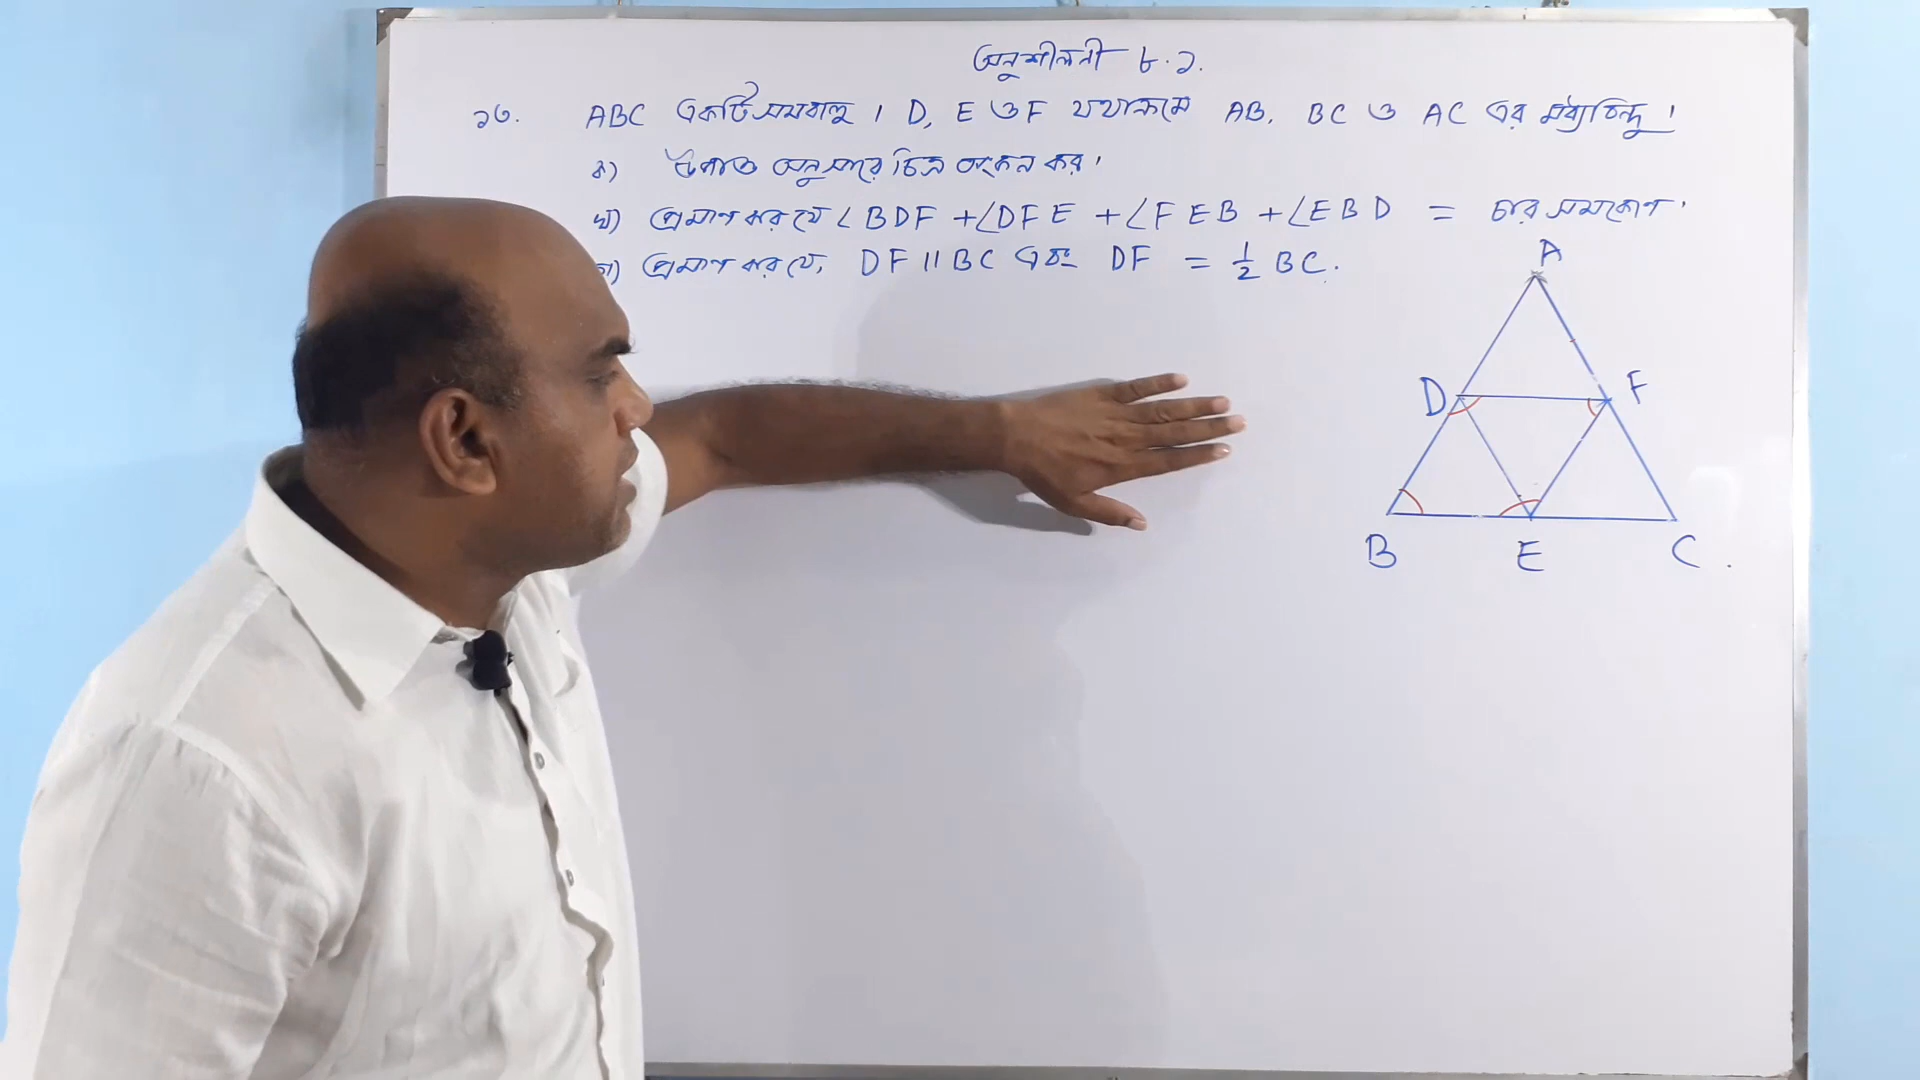 অনুশীলনী ৮.১.
১৩. ABC একটি সমবাহু । D, E ও F যথাক্রমে AB, BC ও AC এর মধ্যবিন্দু ।
ক) উপাত্ত অনুসারে চিত্র অংকন কর।
খ) প্রমাণ কর যে ∠BDF + ∠DFE + ∠FEB + ∠EBD = চার সমকোণ।
গ) প্রমাণ কর যে, DF || BC এবং DF = 1/2 BC.
A
D F
B E C